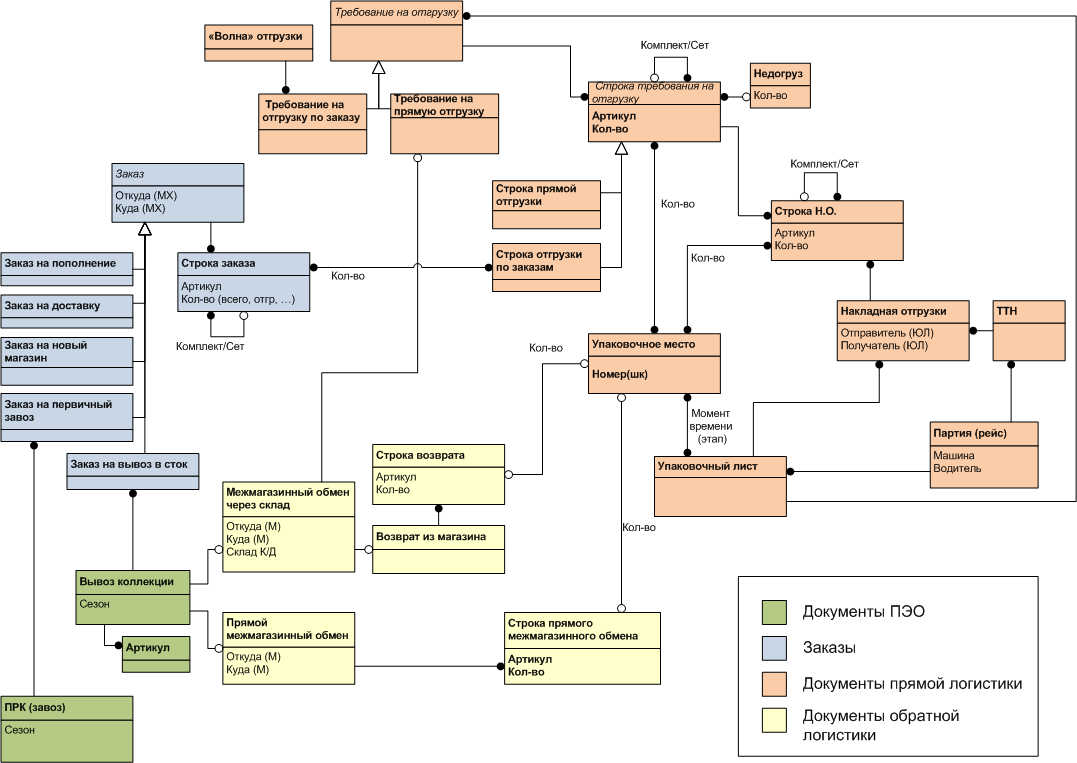 Требование на отгрузку
«Волна» отгрузки
Комплект/Сет
Недогруз
Кол-во
Строка требования на
отгрузку
Артикул
Кол-во
Требование на
отгрузку по заказу
Требование на
прямую отгрузку
Комплект/Сет
Заказ
Откуда (МХ)
Куда (МХ)
Строка прямой
отгрузки
Кол-во
Строка Н.О.
Артикул
Кол-во
Заказ на пополнение
Строка заказа
Артикул
Кол-во (всего, отгр, …)
Кол-во
Строка отгрузки
по заказам
Кол-во
Заказ на доставку
Накладная отгрузки
Отправитель (ЮЛ)
Получатель (ЮЛ)
ТТН
Заказ на новый
магазин
Комплект/Сет
Кол-во
Упаковочное место
Номер(шк)
Заказ на первичный
завоз
Момент
времени
(этап)
Партия (рейс)
Машина
Водитель
Заказ на вывоз в сток
Строка возврата
Артикул
Кол-во
Упаковочный лист
Межмагазинный обмен
через склад
Откуда (М)
Куда (М)
Склад К/Д
Возврат из магазина
Кол-во
Вывоз коллекции
Сезон
Артикул
Прямой
межмагазинный обмен
Откуда (М)
Куда (М)
Строка прямого
межмагазинного обмена
Артикул
Кол-во
ПРК (завоз)
Сезон
Документы ПЭО
Заказы
Документы прямой логистики
Документы обратной
логистики